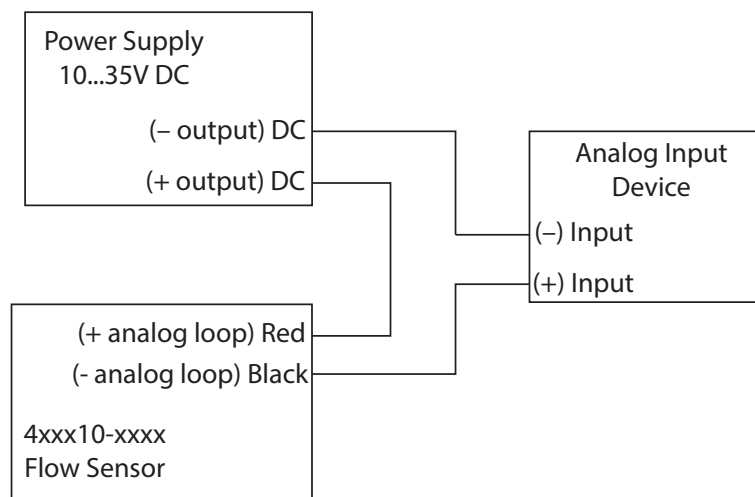 Power Supply
10...35V DC
(– output) DC
(+ output) DC
Analog Input
Device
(–) Input
(+) Input
(+ analog loop) Red
(- analog loop) Black
4xxx10-xxxx
Flow Sensor